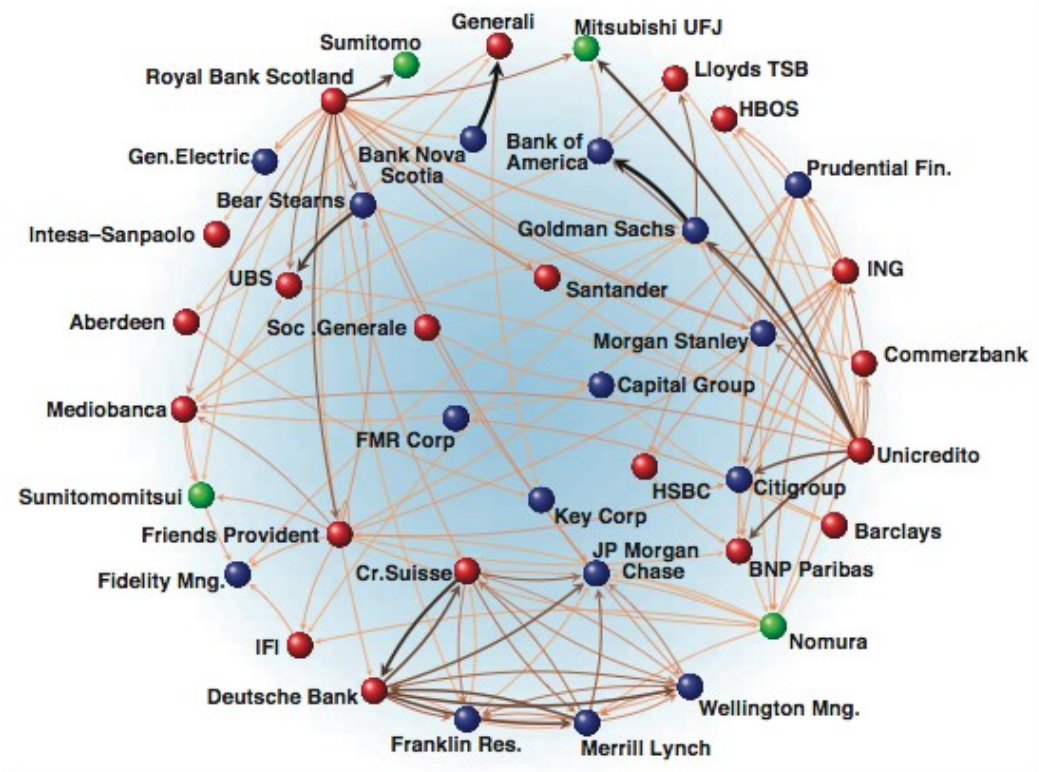 Generali
Mitsubishi UFJ
Sumitomo
Lloyds TSB
Royal Bank Scotland
HBOS
Bank of
America
Gen.Electric
Bank Nova
Scotia
Prudential Fin.
Bear Stearns
Goldman Sachs
Intesa–Sanpaolo
ING
UBS
Santander
Aberdeen
Soc .Generale
Morgan Stanley
Commerzbank
Capital Group
Mediobanca
FMR Corp
Unicredito
HSBC
Citigroup
Sumitomomitsui
Key Corp
Barclays
Friends Provident
JP Morgan
Chase
BNP Paribas
Cr.Suisse
Fidelity Mng.
Nomura
IFI
Deutsche Bank
Wellington Mng.
Franklin Res.
Merrill Lynch